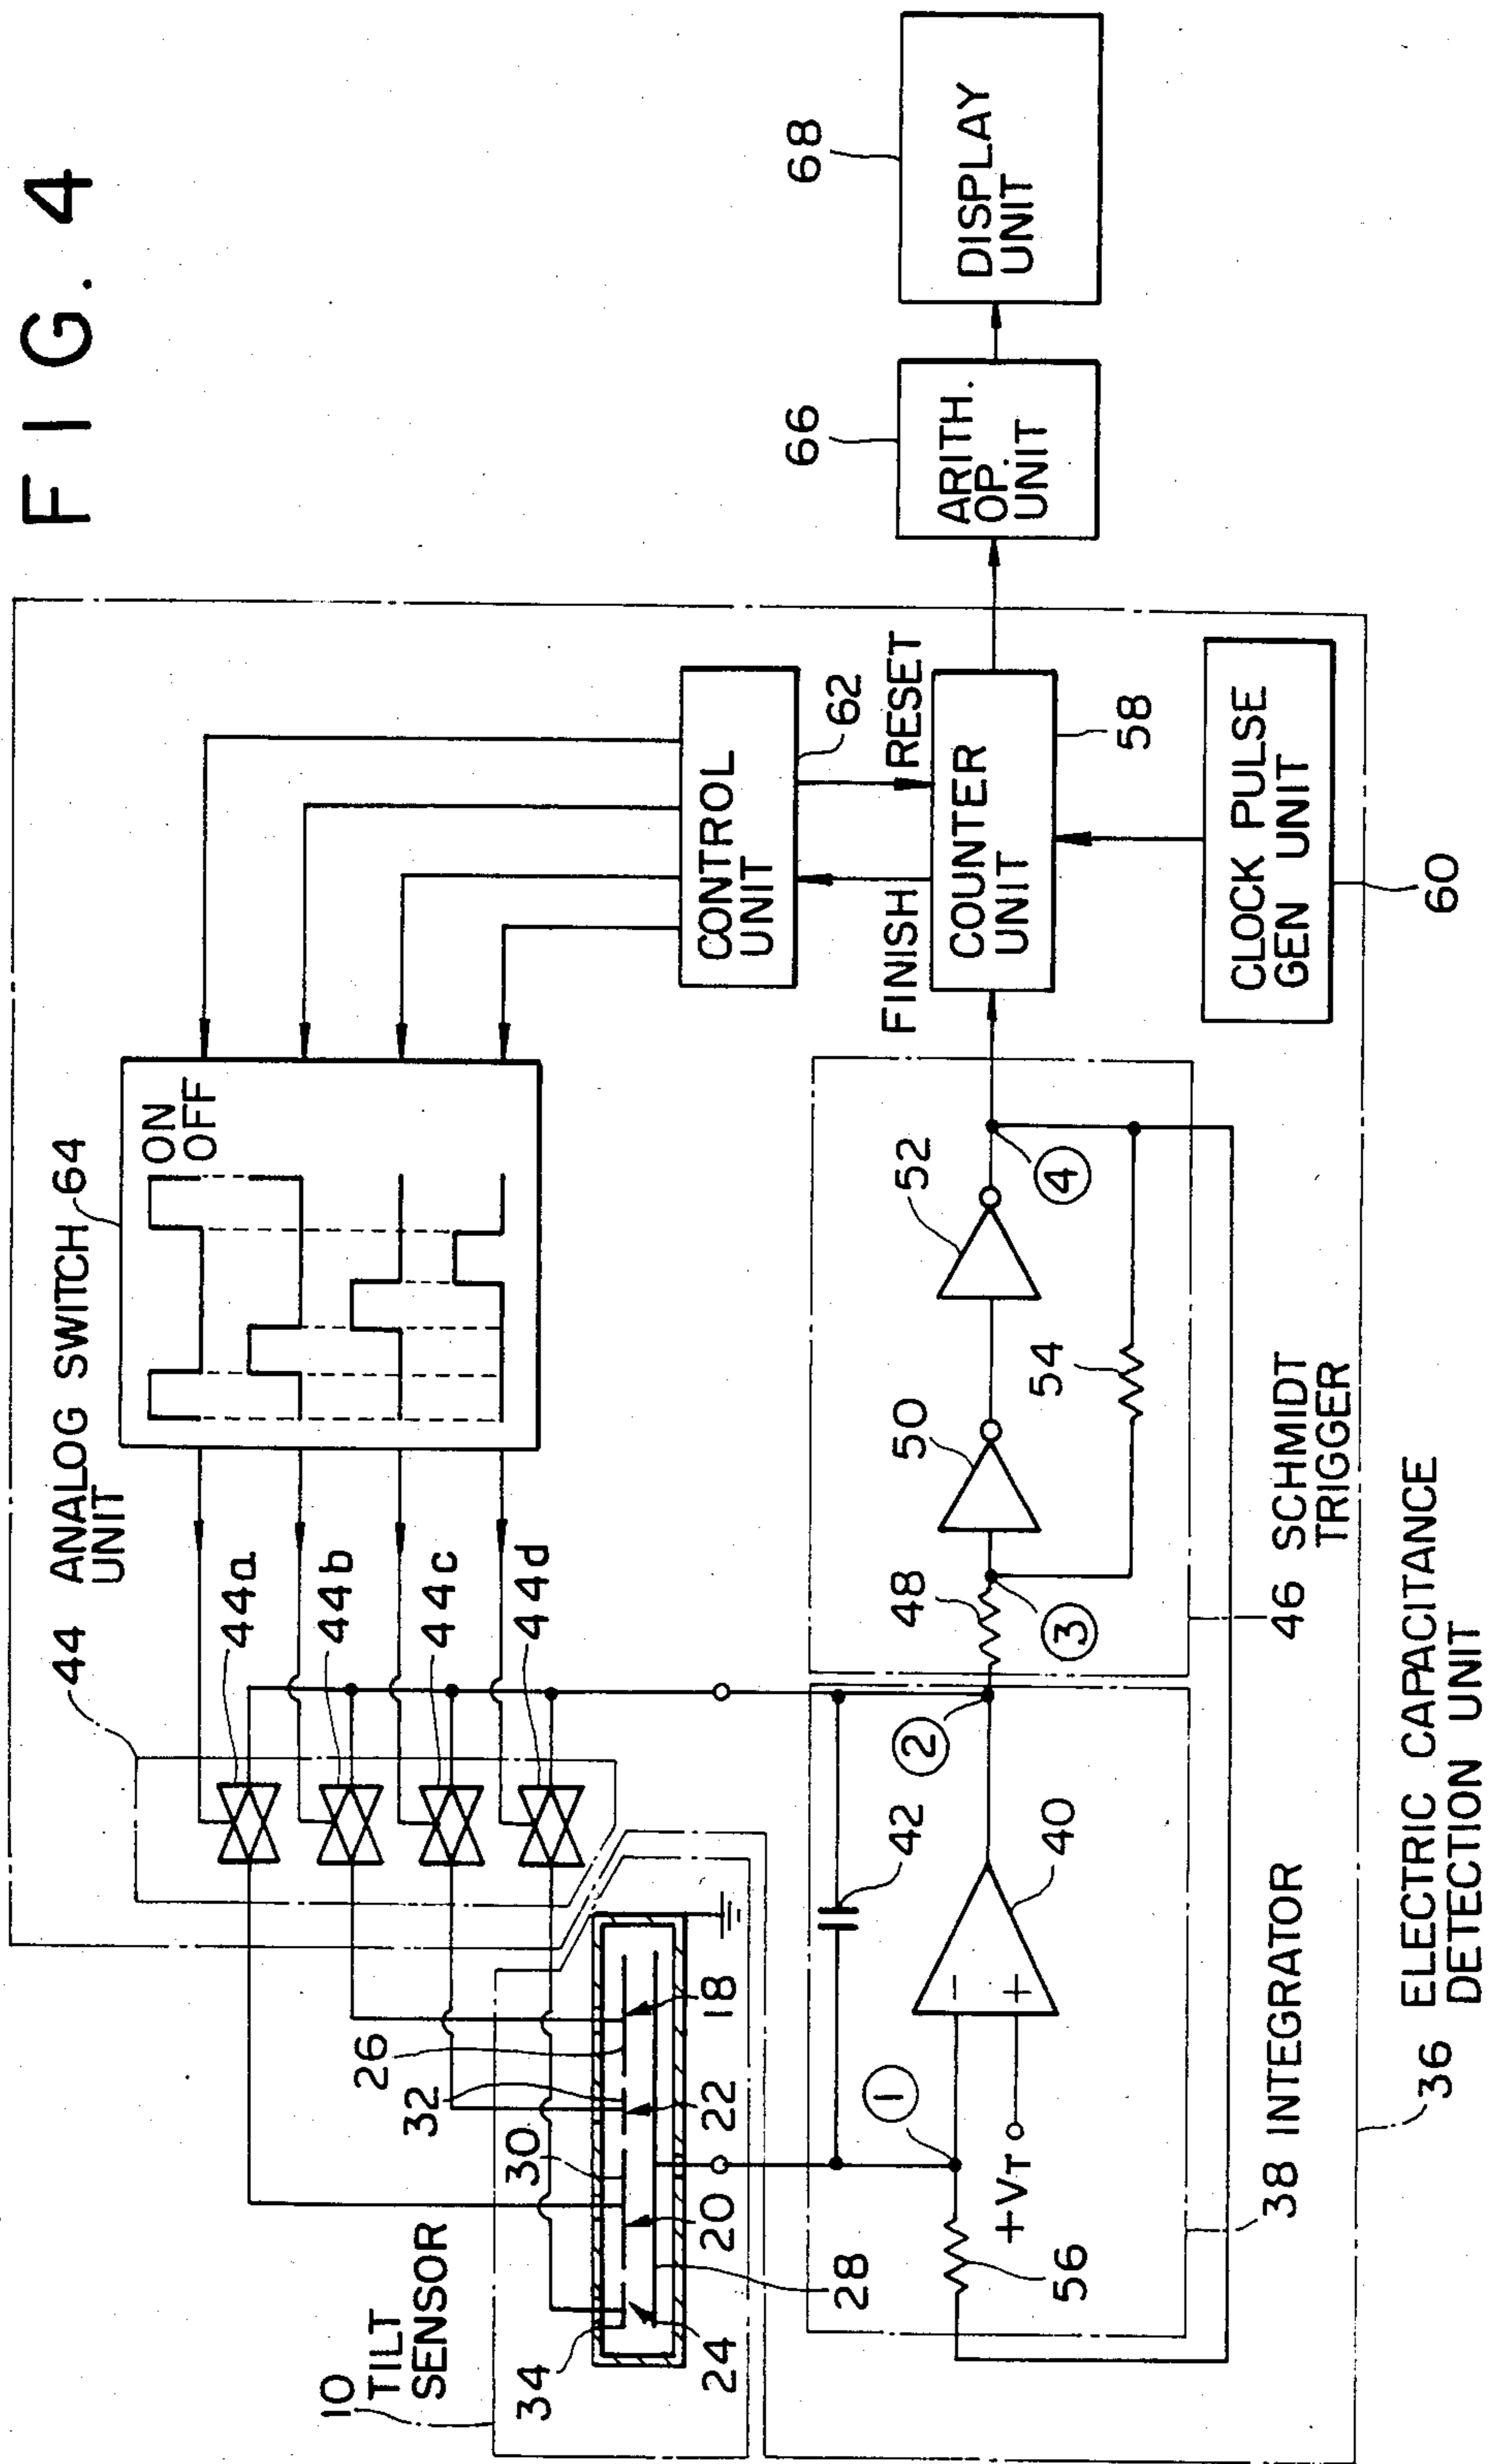 FIG. 4
44 ANALOG SWITCH
UNIT
64
ON
OFF
44a
44b
44c
44d
10
TILT
SENSOR
34
24
20
30
32
22
26
18
28
CONTROL
UNIT
62
RESET
FINISH
COUNTER
UNIT
58
CLOCK PULSE
GEN UNIT
60
66
ARITH.
OP.
UNIT
68
DISPLAY
UNIT
42
40
−
+
+VT
56
1
2
3
4
48
50
52
54
38 INTEGRATOR
46 SCHMIDT
TRIGGER
36 ELECTRIC CAPACITANCE
DETECTION UNIT